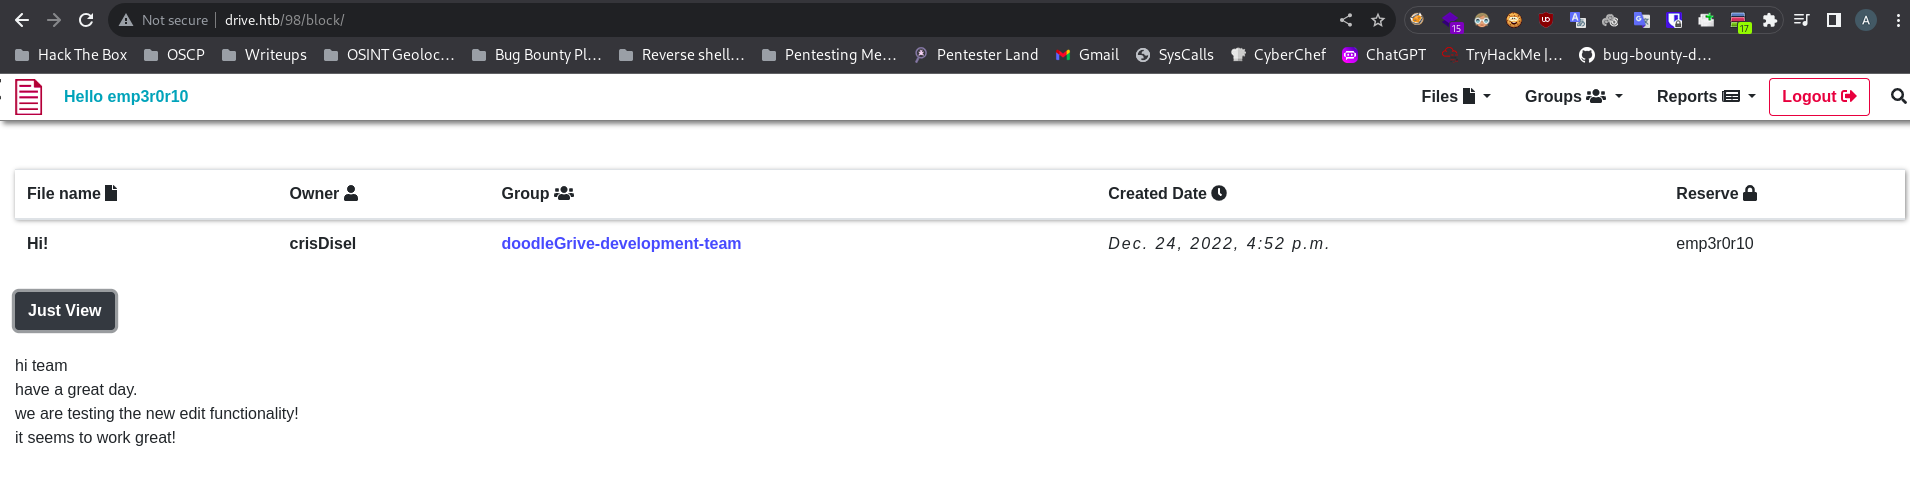 Not secure drive.htb/98/block/
15 UD A 17 A
Hack The Box OSCP Writeups OSINT Geoloc... Bug Bounty Pl... Reverse shell... Pentesting Me... Pentester Land Gmail SysCalls CyberChef ChatGPT TryHackMe |... bug-bounty-d...
Hello emp3r0r10 Files Groups Reports Logout
File name Owner Group Created Date Reserve
Hi! crisDisel doodleGrive-development-team Dec. 24, 2022, 4:52 p.m. emp3r0r10
Just View
hi team
have a great day.
we are testing the new edit functionality!
it seems to work great!